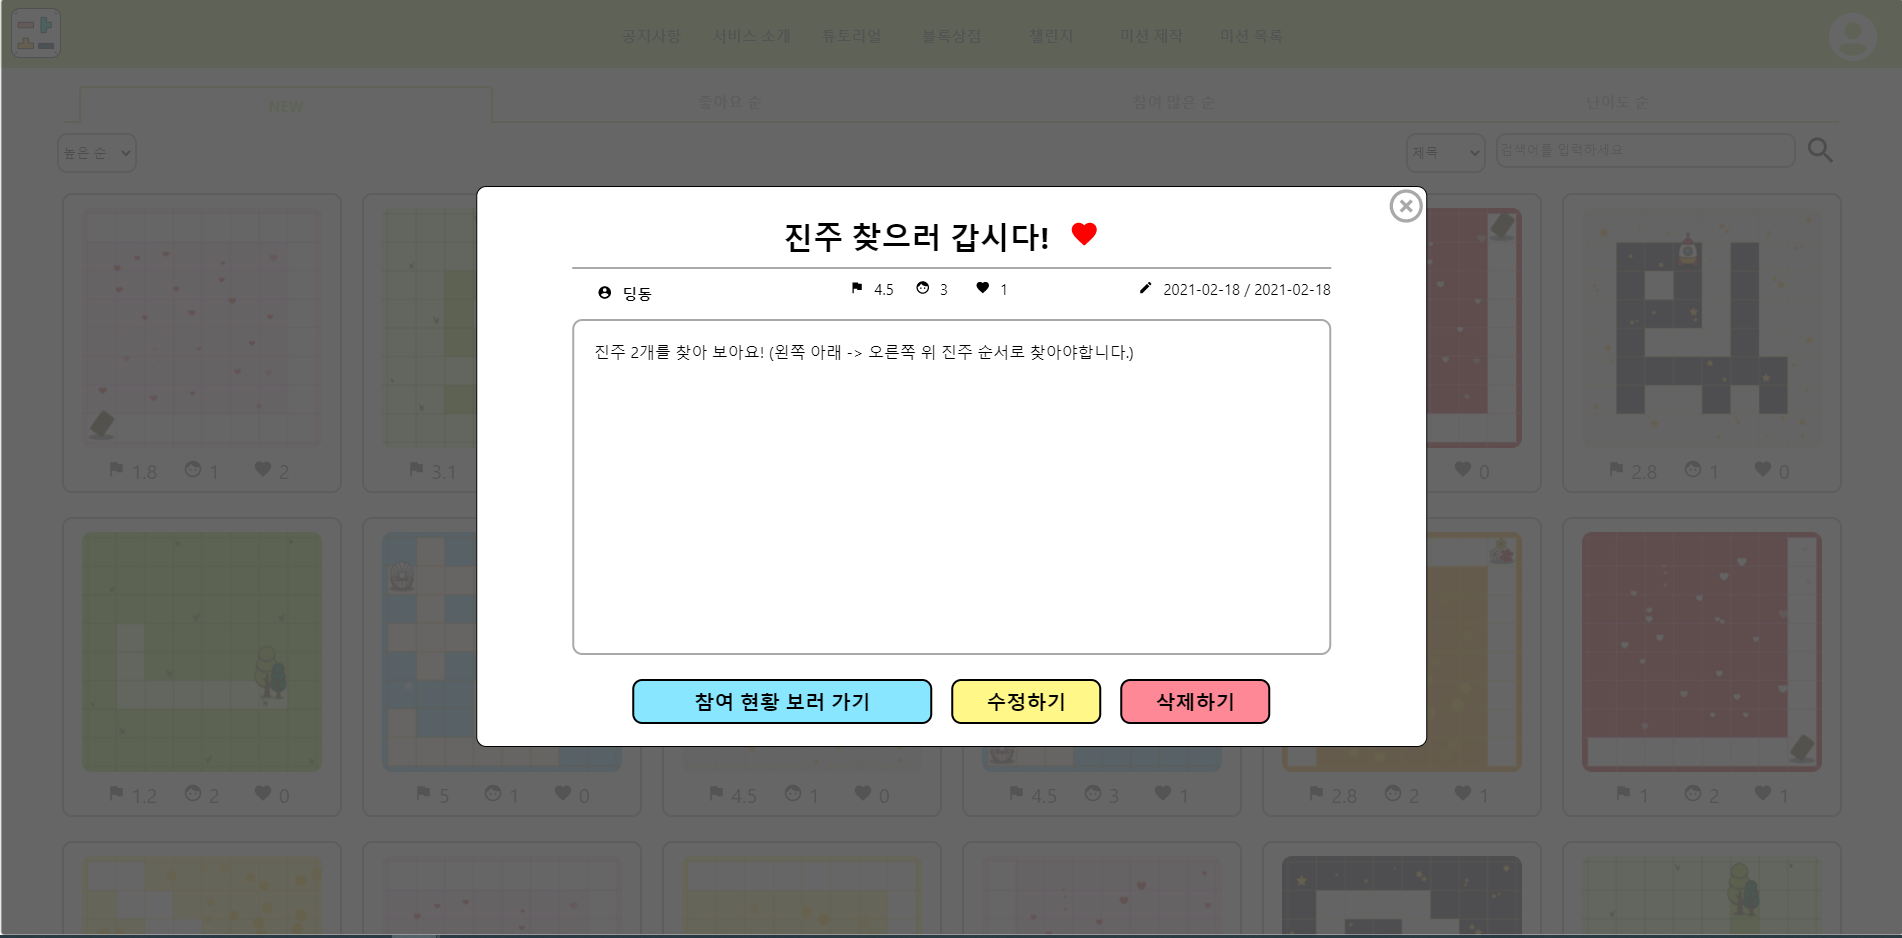 공지사항 서비스 소개 튜토리얼 블록상점 챌린지 미션 제작 미션 목록
NEW 좋아요 순 참여 많은 순 난이도 순
높은 순 제목 검색어를 입력하세요
진주 찾으러 갑시다!
딩동 4.5 3 1 2021-02-18 / 2021-02-18
진주 2개를 찾아 보아요! (왼쪽 아래 -> 오른쪽 위 진주 순서로 찾아야합니다.)
참여 현황 보러 가기 수정하기 삭제하기
1.8 1 2 3.1 0 2.8 1 0
1.2 2 0 5 1 0 4.5 1 0 4.5 3 1 2.8 2 1 1 2 1